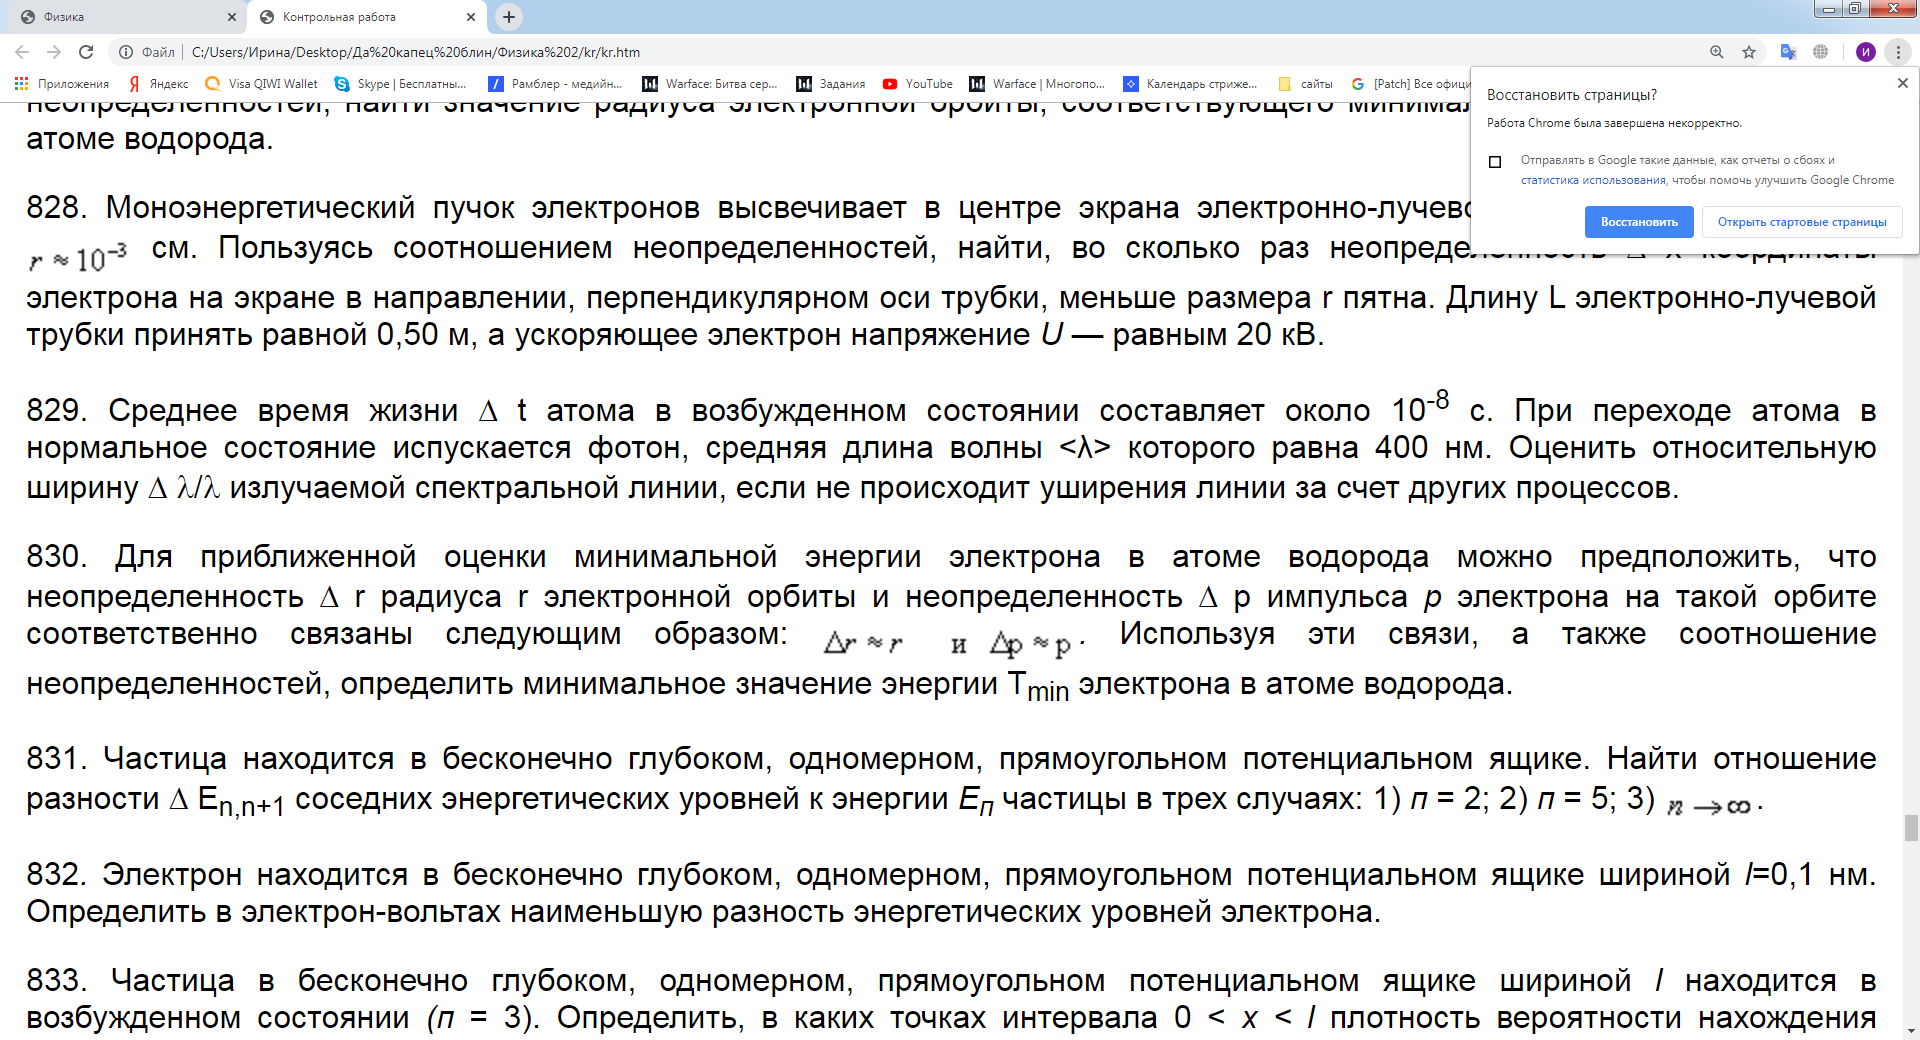 Физика
Контрольная работа
Файл C:/Users/Ирина/Desktop/Да%20капец%20блин/Физика%202/kr/kr.htm
И
Приложения Яндекс Visa QIWI Wallet Skype | Бесплатны... Рамблер - медийн... Warface: Битва сер... Задания YouTube Warface | Многопо... Календарь стриже... сайты [Patch] Все офици
Восстановить страницы?
Работа Chrome была завершена некорректно.
Отправлять в Google такие данные, как отчеты о сбоях и
статистика использования, чтобы помочь улучшить Google Chrome
Восстановить Открыть стартовые страницы
неопределенностей, найти значение радиуса электронной орбиты, соответствующего минимал
атоме водорода.
828. Моноэнергетический пучок электронов высвечивает в центре экрана электронно-лучево
r ≈ 10⁻³ см. Пользуясь соотношением неопределенностей, найти, во сколько раз неопределенность Δ x координаты
электрона на экране в направлении, перпендикулярном оси трубки, меньше размера r пятна. Длину L электронно-лучевой
трубки принять равной 0,50 м, а ускоряющее электрон напряжение U — равным 20 кВ.
829. Среднее время жизни Δ t атома в возбужденном состоянии составляет около 10⁻⁸ с. При переходе атома в
нормальное состояние испускается фотон, средняя длина волны <λ> которого равна 400 нм. Оценить относительную
ширину Δ λ/λ излучаемой спектральной линии, если не происходит уширения линии за счет других процессов.
830. Для приближенной оценки минимальной энергии электрона в атоме водорода можно предположить, что
неопределенность Δ r радиуса r электронной орбиты и неопределенность Δ p импульса p электрона на такой орбите
соответственно связаны следующим образом: Δr ≈ r и Δp ≈ p. Используя эти связи, а также соотношение
неопределенностей, определить минимальное значение энергии Tmin электрона в атоме водорода.
831. Частица находится в бесконечно глубоком, одномерном, прямоугольном потенциальном ящике. Найти отношение
разности Δ En,n+1 соседних энергетических уровней к энергии Eп частицы в трех случаях: 1) п = 2; 2) п = 5; 3) n → ∞.
832. Электрон находится в бесконечно глубоком, одномерном, прямоугольном потенциальном ящике шириной l=0,1 нм.
Определить в электрон-вольтах наименьшую разность энергетических уровней электрона.
833. Частица в бесконечно глубоком, одномерном, прямоугольном потенциальном ящике шириной l находится в
возбужденном состоянии (п = 3). Определить, в каких точках интервала 0 < x < l плотность вероятности нахождения